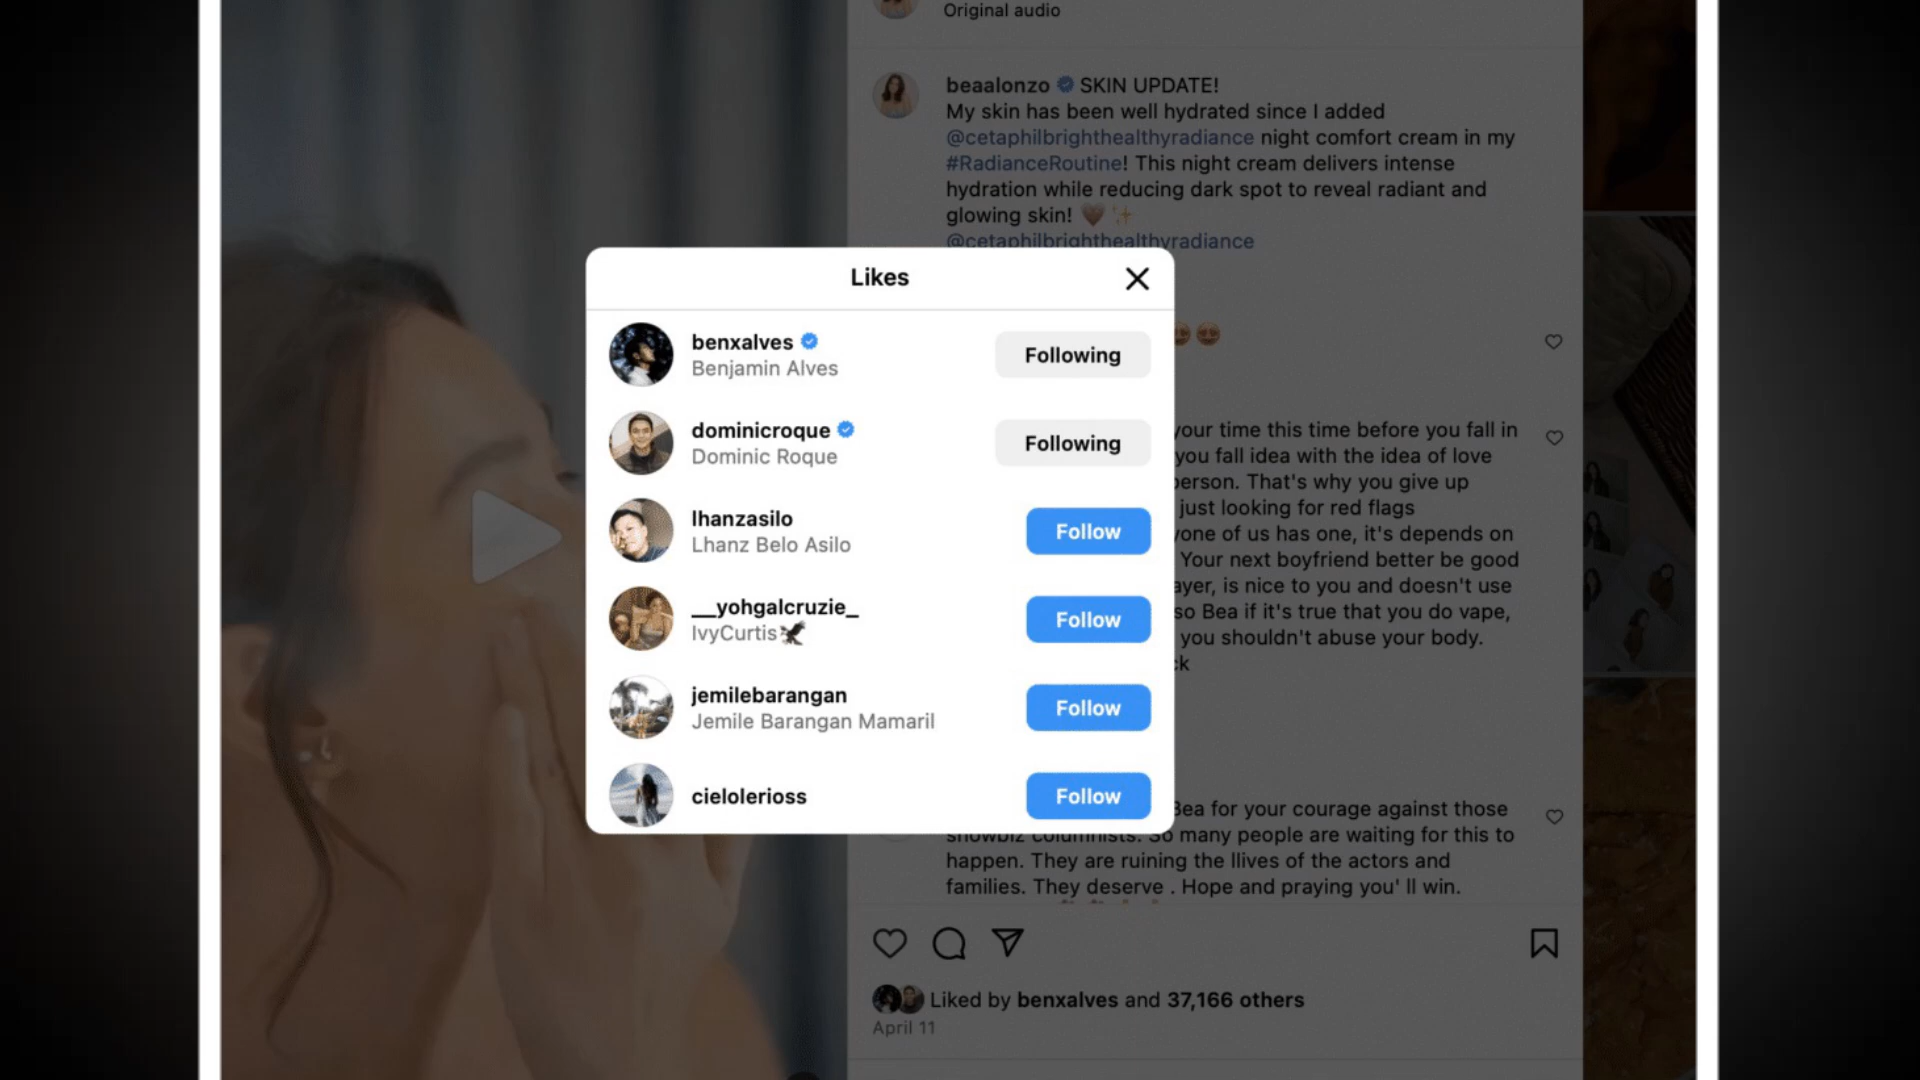 Original audio
beaalonzo SKIN UPDATE!
My skin has been well hydrated since I added
@cetaphilbrighthealthyradiance night comfort cream in my
#RadianceRoutine! This night cream delivers intense
hydration while reducing dark spot to reveal radiant and
glowing skin! 🤎✨
@cetaphilbrighthealthyradiance
Likes
benxalves
Benjamin Alves
Following
dominicroque
Dominic Roque
Following
lhanzasilo
Lhanz Belo Asilo
Follow
__yohgalcruzie_
IvyCurtis🦅
Follow
jemilebarangan
Jemile Barangan Mamaril
Follow
cielolerioss
Follow
your time this time before you fall in
you fall idea with the idea of love
person. That's why you give up
just looking for red flags
one of us has one, it's depends on
Your next boyfriend better be good
is nice to you and doesn't use
so Bea if it's true that you do vape,
you shouldn't abuse your body.
Bea for your courage against those
showbiz columnists. So many people are waiting for this to
happen. They are ruining the llives of the actors and
families. They deserve . Hope and praying you' ll win.
Liked by benxalves and 37,166 others
April 11